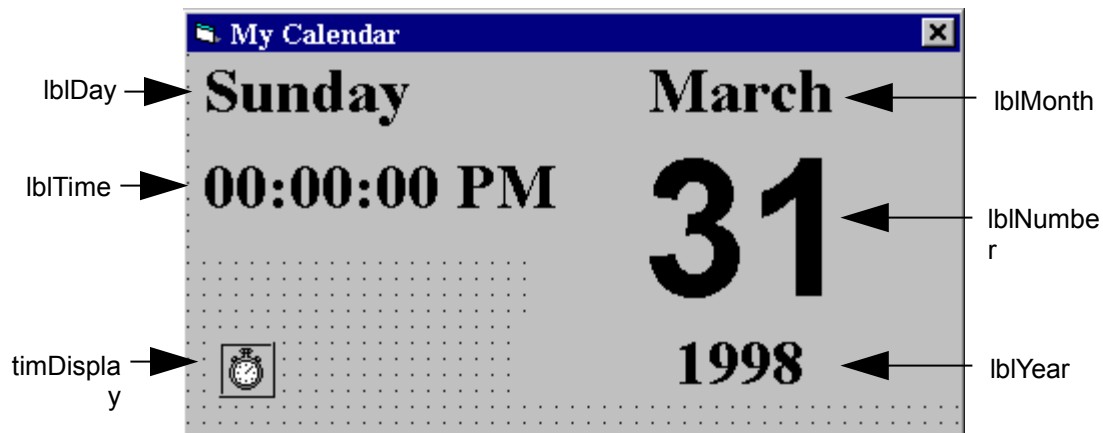 My Calendar
lblDay
Sunday
March
lblMonth
lblTime
00:00:00 PM
31
lblNumbe
r
timDispla
y
1998
lblYear